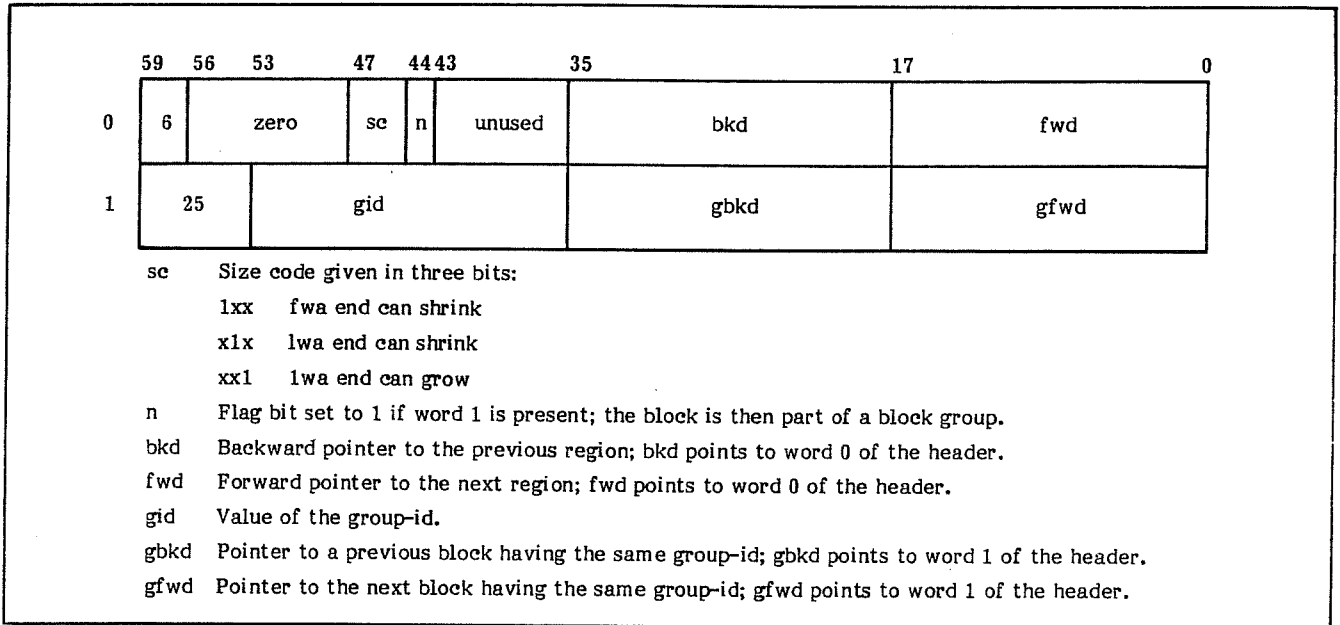 59 56 53 47 44 43 35 17 0
0 6 zero sc n unused bkd fwd
1 25 gid gbkd gfwd
sc Size code given in three bits:
1xx fwa end can shrink
x1x lwa end can shrink
xx1 lwa end can grow
n Flag bit set to 1 if word 1 is present; the block is then part of a block group.
bkd Backward pointer to the previous region; bkd points to word 0 of the header.
fwd Forward pointer to the next region; fwd points to word 0 of the header.
gid Value of the group-id.
gbkd Pointer to a previous block having the same group-id; gbkd points to word 1 of the header.
gfwd Pointer to the next block having the same group-id; gfwd points to word 1 of the header.